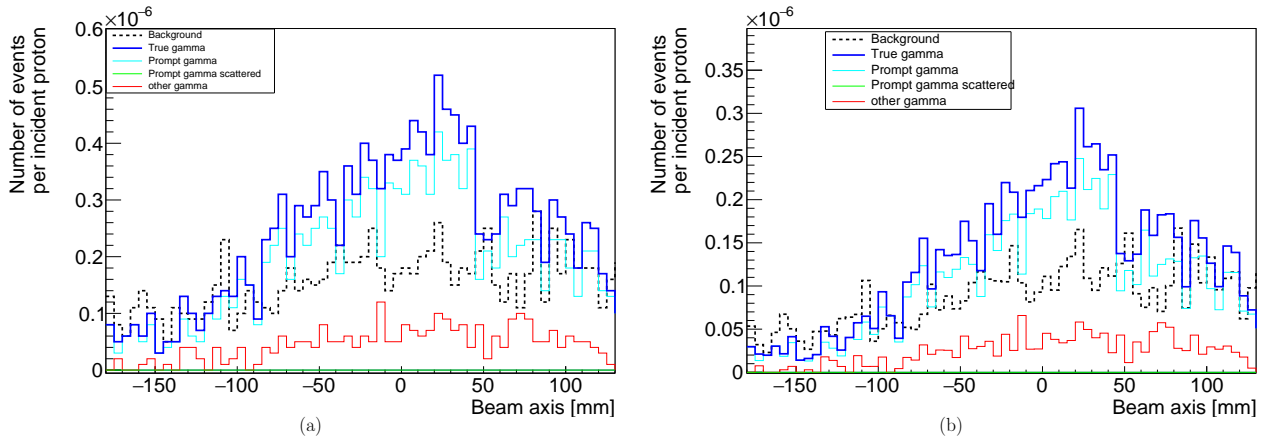 ×10⁻⁶
0.6
0.5
0.4
0.3
0.2
0.1
0
Number of events
per incident proton
Background
True gamma
Prompt gamma
Prompt gamma scattered
other gamma
−150 −100 −50 0 50 100
Beam axis [mm]
(a)
×10⁻⁶
0.35
0.3
0.25
0.2
0.15
0.1
0.05
0
Number of events
per incident proton
Background
True gamma
Prompt gamma
Prompt gamma scattered
other gamma
−150 −100 −50 0 50 100
Beam axis [mm]
(b)